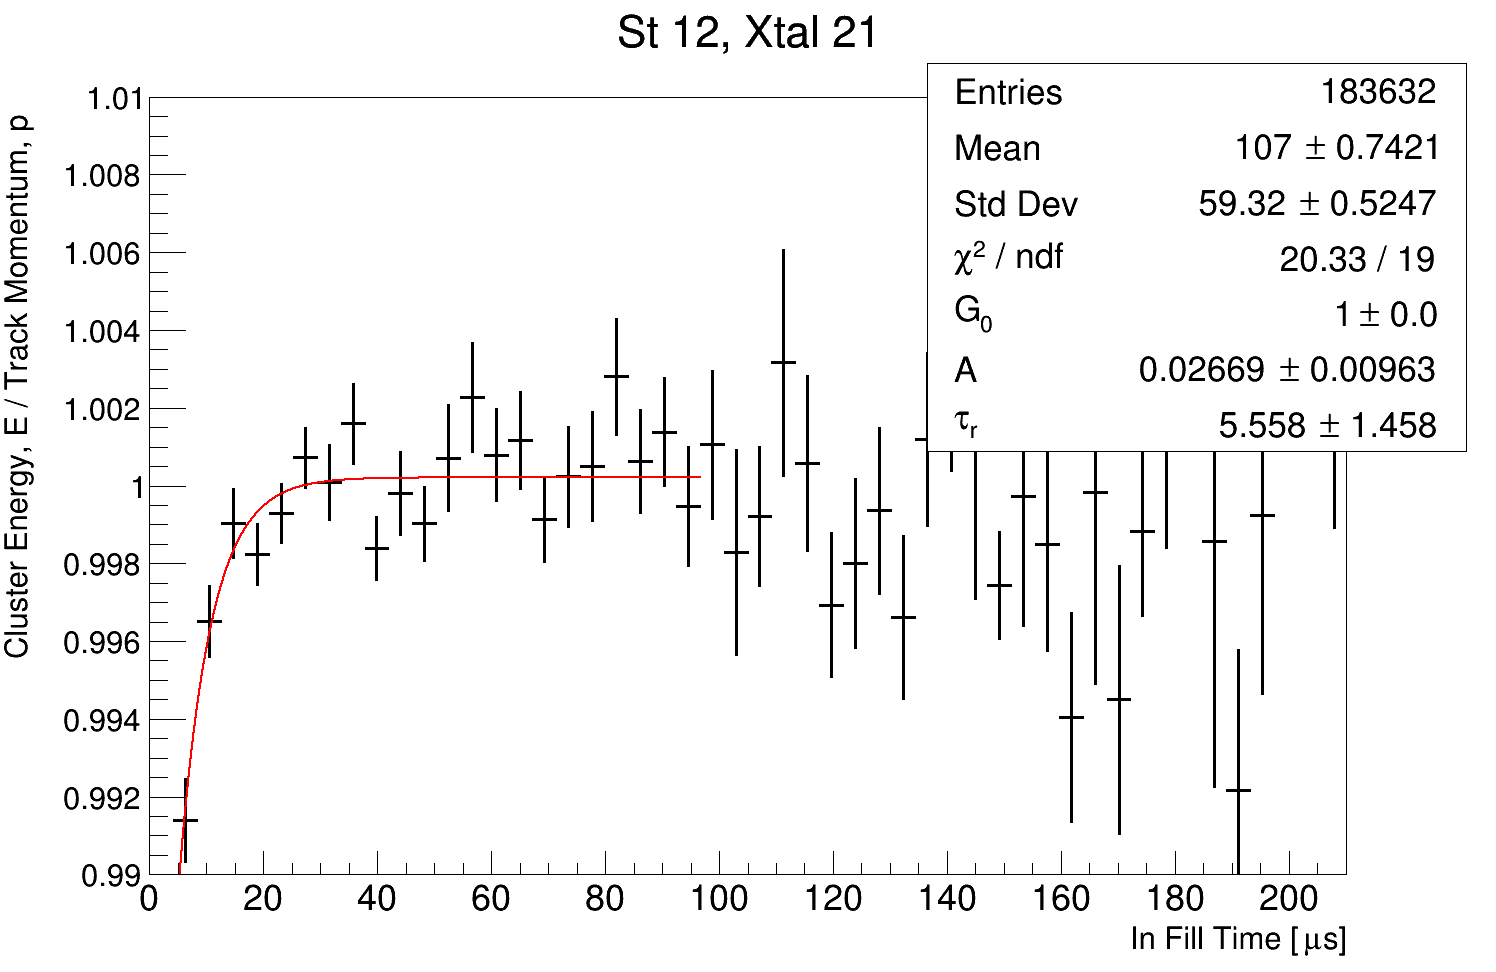 St 12, Xtal 21
Cluster Energy, E / Track Momentum, p
1.01
1.008
1.006
1.004
1.002
1
0.998
0.996
0.994
0.992
0.99
Entries 183632
Mean 107 ± 0.7421
Std Dev 59.32 ± 0.5247
χ² / ndf 20.33 / 19
G₀ 1 ± 0.0
A 0.02669 ± 0.00963
τᵣ 5.558 ± 1.458
0 20 40 60 80 100 120 140 160 180 200
In Fill Time [μs]